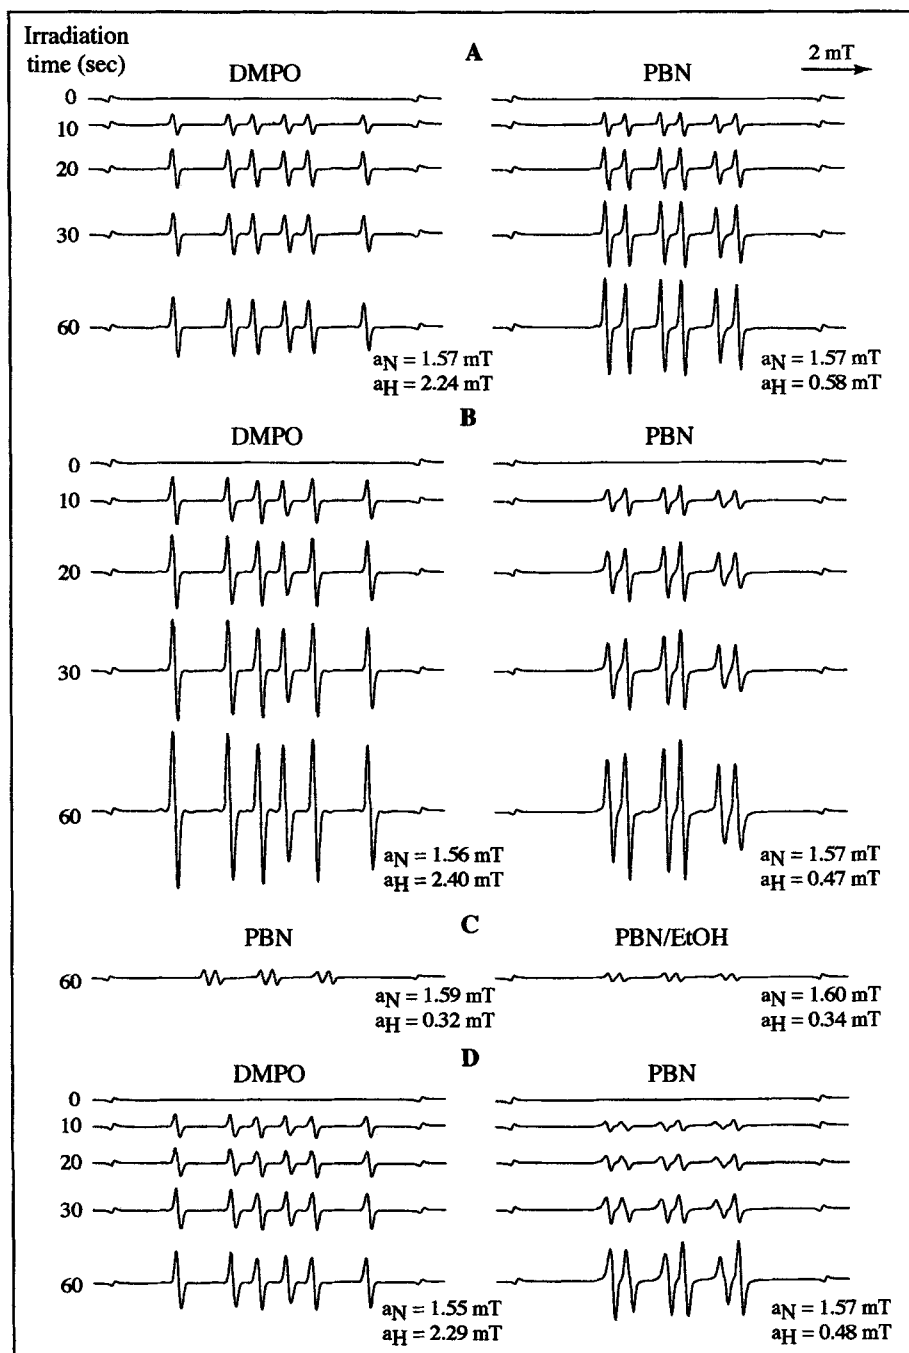 Irradiation
time (sec)
A
DMPO
PBN
2 mT
0
10
20
30
60
aN = 1.57 mT
aH = 2.24 mT
aN = 1.57 mT
aH = 0.58 mT
B
DMPO
PBN
0
10
20
30
60
aN = 1.56 mT
aH = 2.40 mT
aN = 1.57 mT
aH = 0.47 mT
C
PBN
PBN/EtOH
60
aN = 1.59 mT
aH = 0.32 mT
aN = 1.60 mT
aH = 0.34 mT
D
DMPO
PBN
0
10
20
30
60
aN = 1.55 mT
aH = 2.29 mT
aN = 1.57 mT
aH = 0.48 mT